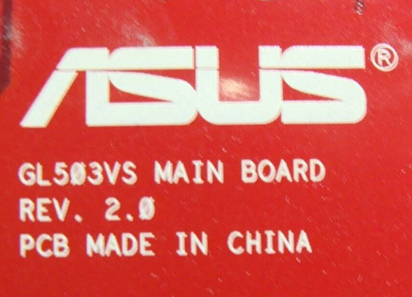 ASUS®
GL503VS MAIN BOARD
REV. 2.0
PCB MADE IN CHINA